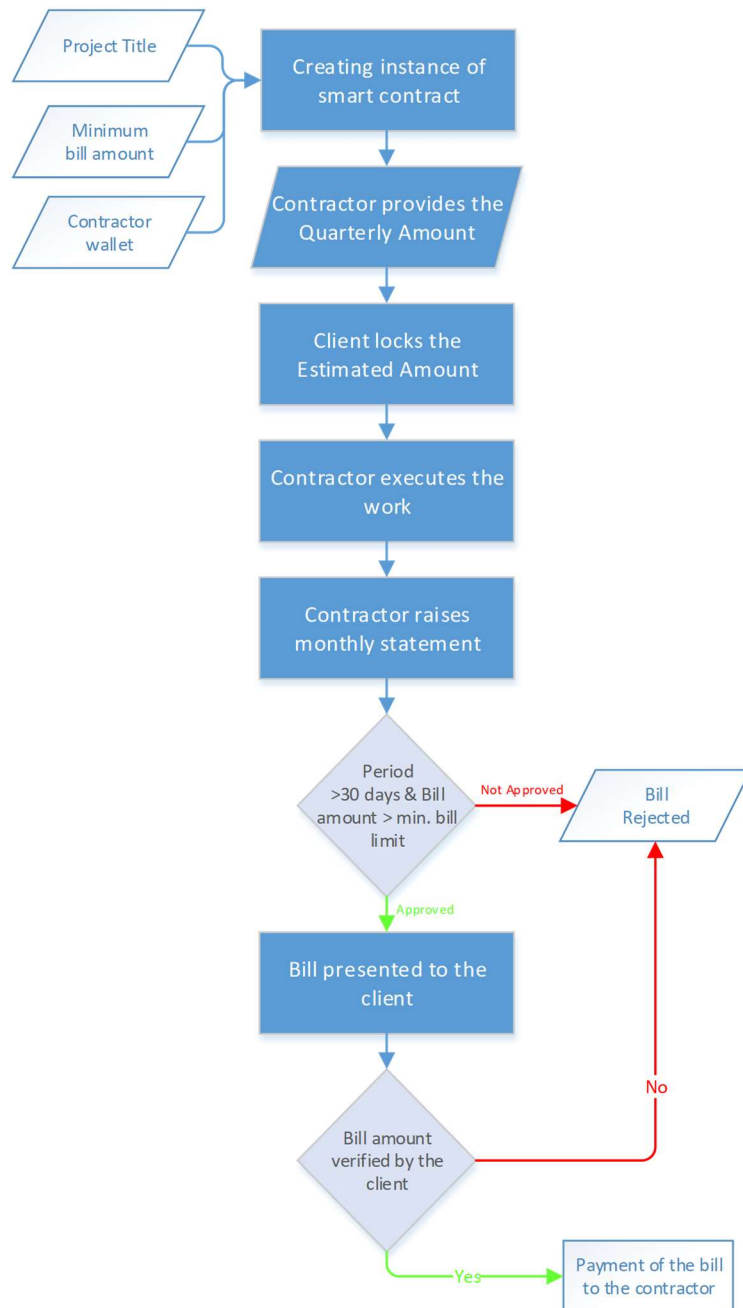 Project Title
Creating instance of
smart contract
Minimum
bill amount
Contractor
wallet
Contractor provides the
Quarterly Amount
Client locks the
Estimated Amount
Contractor executes the
work
Contractor raises
monthly statement
Period
>30 days & Bill
amount > min. bill
limit
Not Approved
Bill
Rejected
Approved
Bill presented to the
client
No
Bill amount
verified by the
client
Yes
Payment of the bill
to the contractor